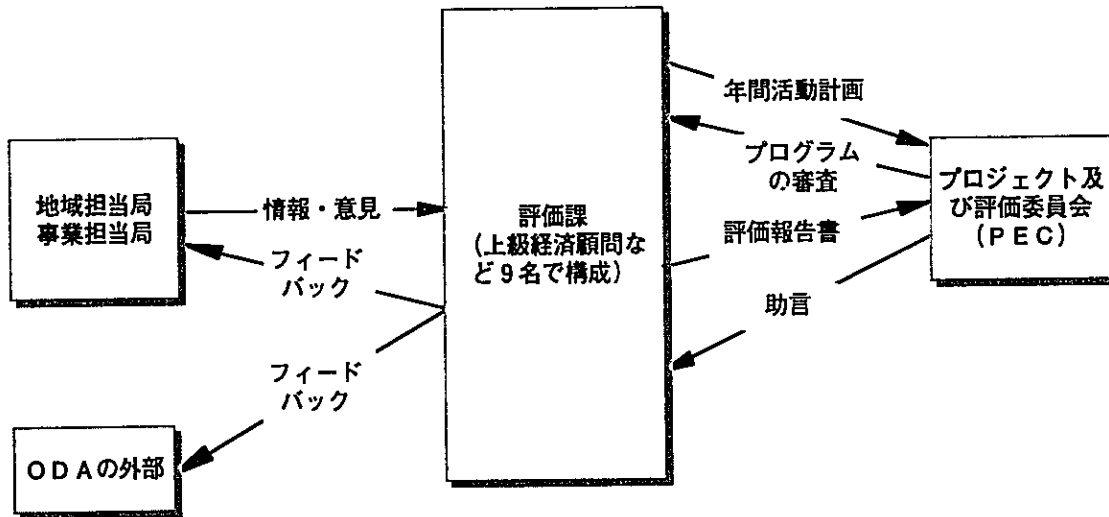 地域担当局
事業担当局
情報・意見
フィード
バック
フィード
バック
ODAの外部
評価課
(上級経済顧問な
ど9名で構成)
年間活動計画
プログラム
の審査
評価報告書
助言
プロジェクト及
び評価委員会
(PEC)